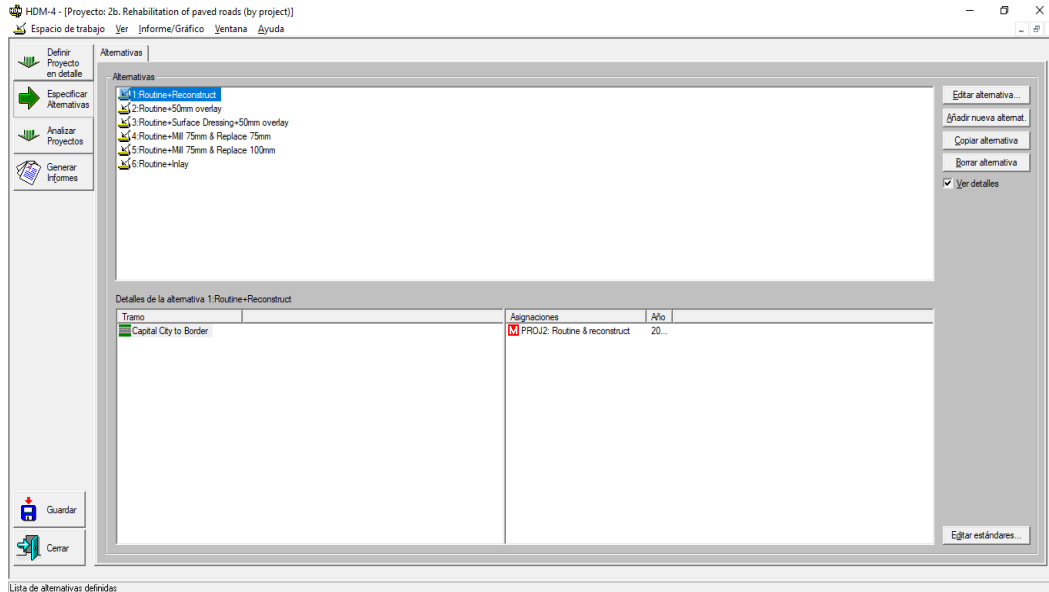 HDM-4 - [Proyecto: 2b. Rehabilitation of paved roads (by project)]
Espacio de trabajo Ver Informe/Gráfico Ventana Ayuda
Definir
Proyecto
en detalle
Especificar
Alternativas
Analizar
Proyectos
Generar
Informes
Guardar
Cerrar
Alternativas
Alternativas
1:Routine+Reconstruct
2:Routine+50mm overlay
3:Routine+Surface Dressing+50mm overlay
4:Routine+Mill 75mm & Replace 75mm
5:Routine+Mill 75mm & Replace 100mm
6:Routine+Inlay
Editar alternativa...
Añadir nueva alternat.
Copiar alternativa
Borrar alternativa
Ver detalles
Detalles de la alternativa 1:Routine+Reconstruct
Tramo
Capital City to Border
Asignaciones Año
M PROJ2: Routine & reconstruct 20...
Editar estándares...
Lista de alternativas definidas